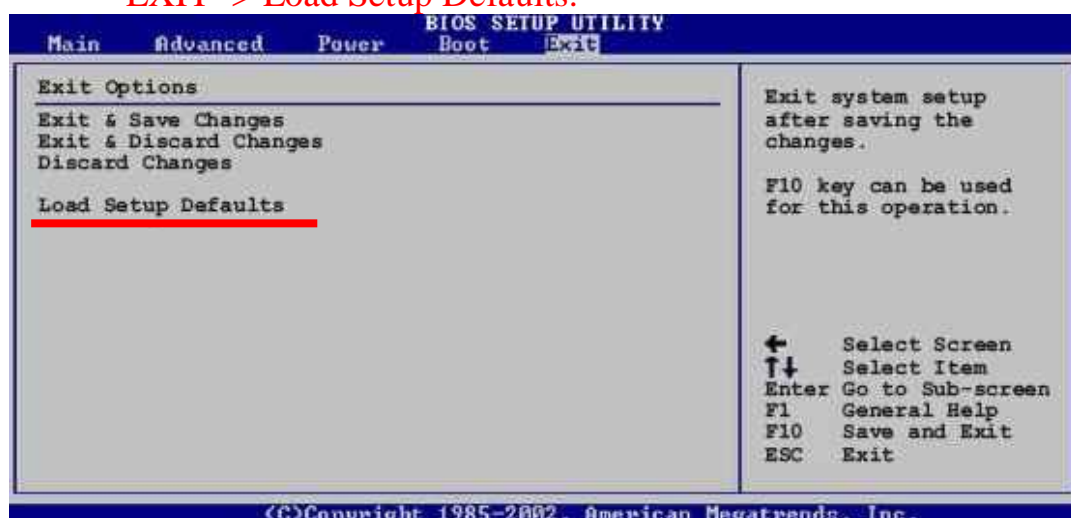 EXIT -> Load Setup Defaults.
BIOS SETUP UTILITY
Main Advanced Power Boot Exit
Exit Options
Exit & Save Changes
Exit & Discard Changes
Discard Changes
Load Setup Defaults
Exit system setup
after saving the
changes.
F10 key can be used
for this operation.
← Select Screen
↑↓ Select Item
Enter Go to Sub-screen
F1 General Help
F10 Save and Exit
ESC Exit
(C)Copyright 1985-2002, American Megatrends, Inc.